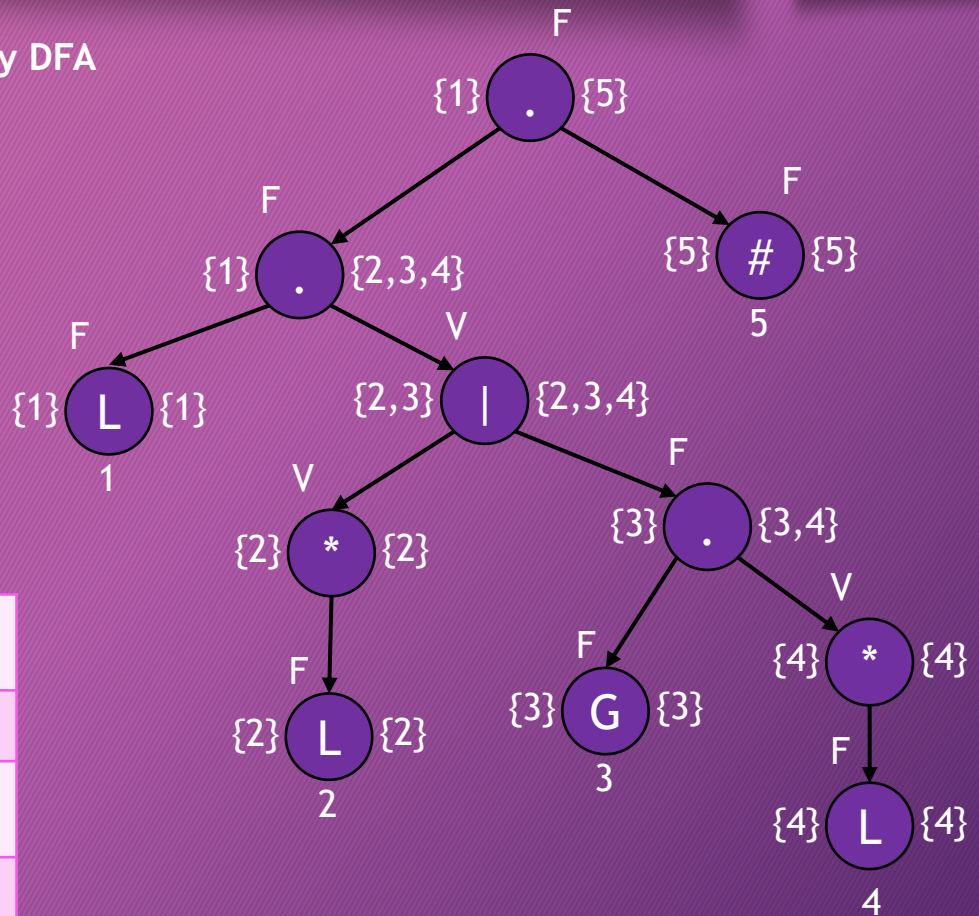 F
y DFA
{1} . {5}
F
F
{1} . {2,3,4}
{5} # {5}
5
F
V
{1} L {1}
1
{2,3} | {2,3,4}
V
F
{2} * {2}
{3} . {3,4}
V
F
F
{4} * {4}
{2} L {2}
2
{3} G {3}
3
F
{4} L {4}
4